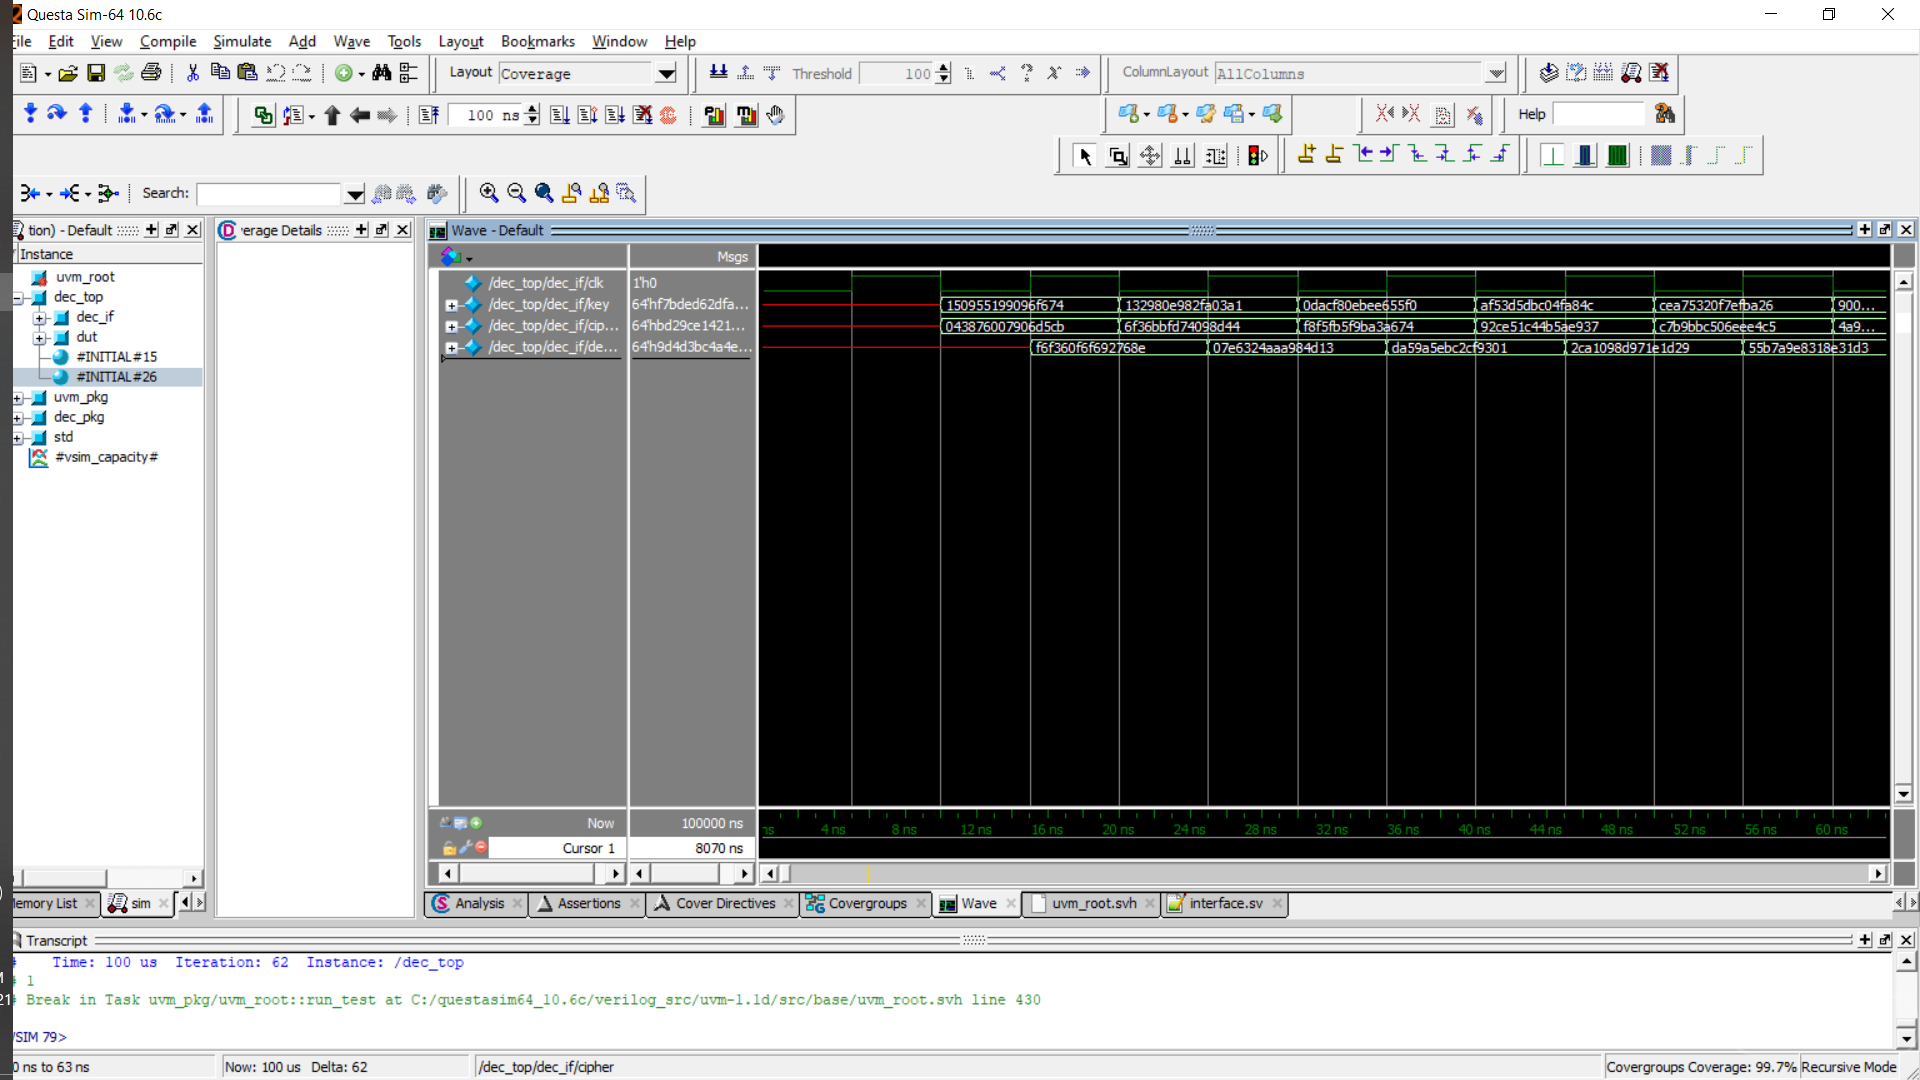 Questa Sim-64 10.6c
File Edit View Compile Simulate Add Wave Tools Layout Bookmarks Window Help
Layout Coverage Threshold 100 ColumnLayout AllColumns
100 ns Help
Search:
tion) - Default
erage Details
Wave - Default
Instance
Msgs
uvm_root
dec_top
dec_if
dut
#INITIAL#15
#INITIAL#26
uvm_pkg
dec_pkg
std
#vsim_capacity#
/dec_top/dec_if/clk 1'h0
/dec_top/dec_if/key 64'hf7bded62dfa... 150955199096f674 132980e982fa03a1 0dacf80ebee655f0 af53d5dbc04fa84c cea75320f7efba26 900...
/dec_top/dec_if/cip... 64'hbd29ce1421... 043876007906d5cb 6f36bbfd74098d44 f8f5fb5f9ba3a674 92ce51c44b5ae937 c7b9bbc506eee4c5 4a9...
/dec_top/dec_if/de... 64'h9d4d3bc4a4e... f6f360f6f692768e 07e6324aaa984d13 da59a5ebc2cf9301 2ca1098d971e1d29 55b7a9e8318e31d3
Now 100000 ns
ns 4 ns 8 ns 12 ns 16 ns 20 ns 24 ns 28 ns 32 ns 36 ns 40 ns 44 ns 48 ns 52 ns 56 ns 60 ns
Cursor 1 8070 ns
Memory List sim
Analysis Assertions Cover Directives Covergroups Wave uvm_root.svh interface.sv
Transcript
# Time: 100 us Iteration: 62 Instance: /dec_top
# 1
# Break in Task uvm_pkg/uvm_root::run_test at C:/questasim64_10.6c/verilog_src/uvm-1.1d/src/base/uvm_root.svh line 430
VSIM 79>
0 ns to 63 ns Now: 100 us Delta: 62 /dec_top/dec_if/cipher Covergroups Coverage: 99.7% Recursive Mode